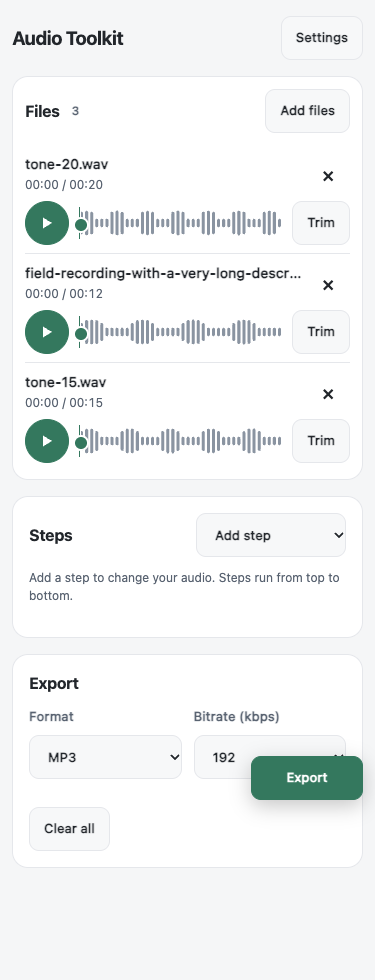 Audio Toolkit
Settings
Files 3
Add files
tone-20.wav
00:00 / 00:20
Trim
field-recording-with-a-very-long-descr...
00:00 / 00:12
Trim
tone-15.wav
00:00 / 00:15
Trim
Steps
Add step
Add a step to change your audio. Steps run from top to
bottom.
Export
Format
Bitrate (kbps)
MP3
192
Export
Clear all